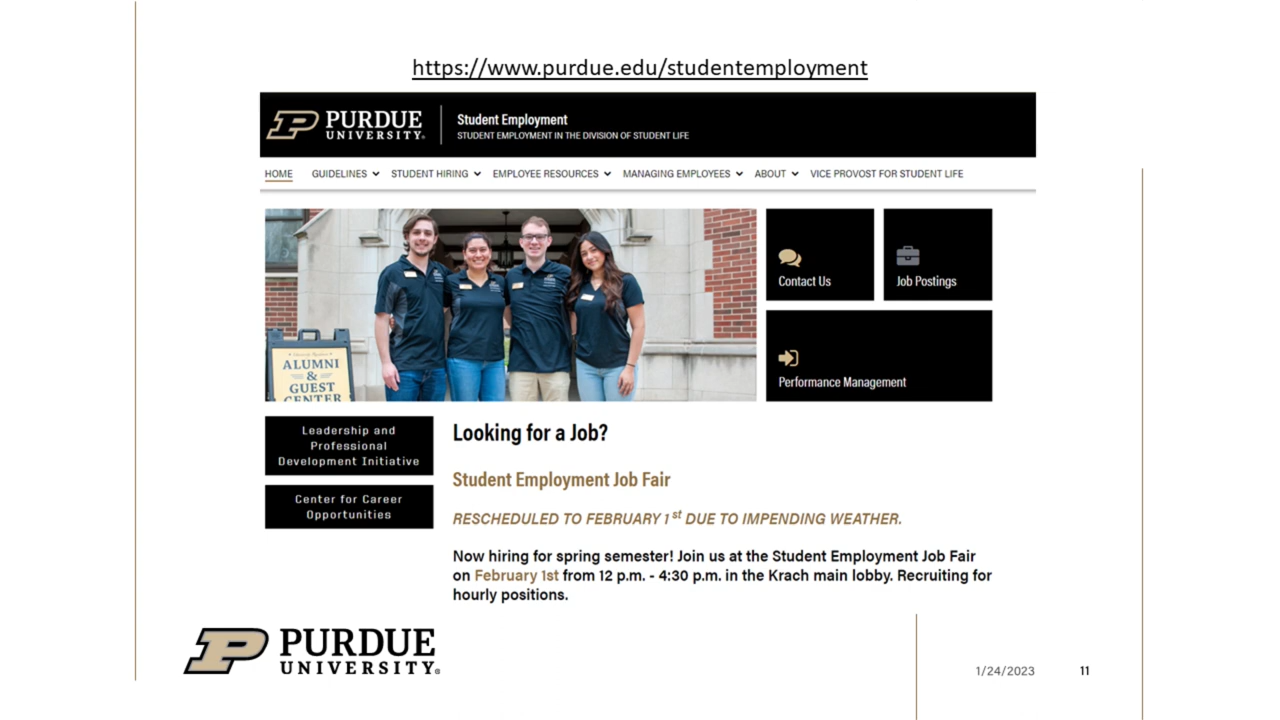 https://www.purdue.edu/studentemployment
PURDUE
UNIVERSITY.
Student Employment
STUDENT EMPLOYMENT IN THE DIVISION OF STUDENT LIFE
HOME GUIDELINES STUDENT HIRING EMPLOYEE RESOURCES MANAGING EMPLOYEES ABOUT VICE PROVOST FOR STUDENT LIFE
ALUMNI
&
GUEST
CENTER
Contact Us
Job Postings
Performance Management
Leadership and
Professional
Development Initiative
Center for Career
Opportunities
Looking for a Job?
Student Employment Job Fair
RESCHEDULED TO FEBRUARY 1st DUE TO IMPENDING WEATHER.
Now hiring for spring semester! Join us at the Student Employment Job Fair
on February 1st from 12 p.m. - 4:30 p.m. in the Krach main lobby. Recruiting for
hourly positions.
PURDUE
UNIVERSITY®
1/24/2023
11